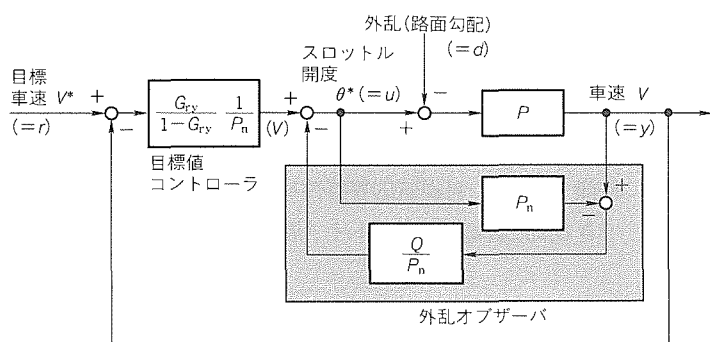 外乱(路面勾配)
(=d)
スロットル
開度
目標
車速 V*
(=r)
+
−
G_ry / 1−G_ry 1 / P_n
目標値
コントローラ
(V)
+
−
θ* (=u)
+
−
P
車速 V
(=y)
P_n
+
−
Q / P_n
外乱オブザーバ